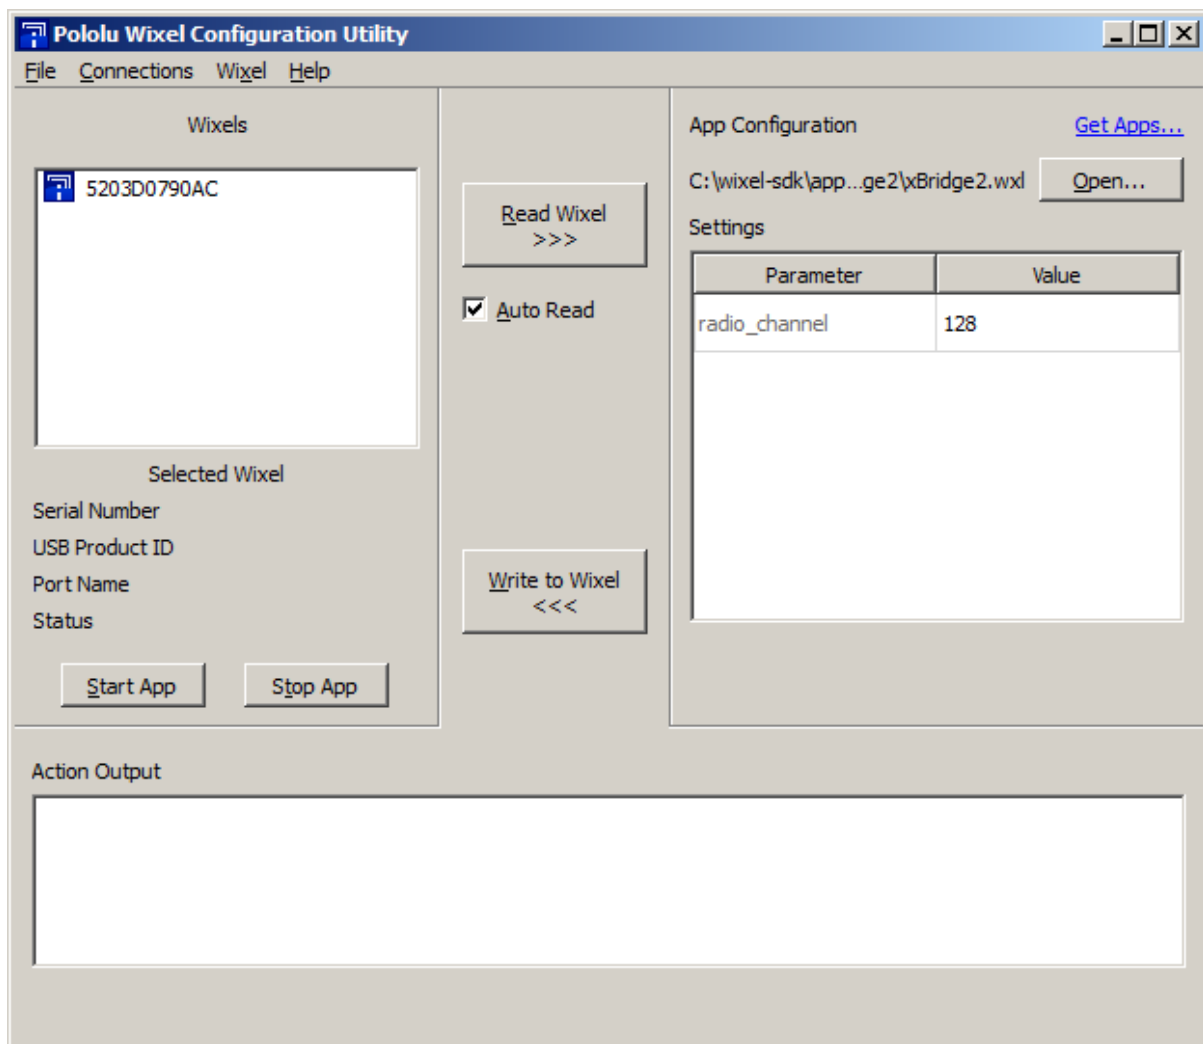 Pololu Wixel Configuration Utility
File Connections Wixel Help
Wixels
5203D0790AC
Selected Wixel
Serial Number
USB Product ID
Port Name
Status
Start App Stop App
Read Wixel
>>>
Auto Read
Write to Wixel
<<<
App Configuration Get Apps...
C:\wixel-sdk\app...ge2\xBridge2.wxl Open...
Settings
Parameter Value
radio_channel 128
Action Output